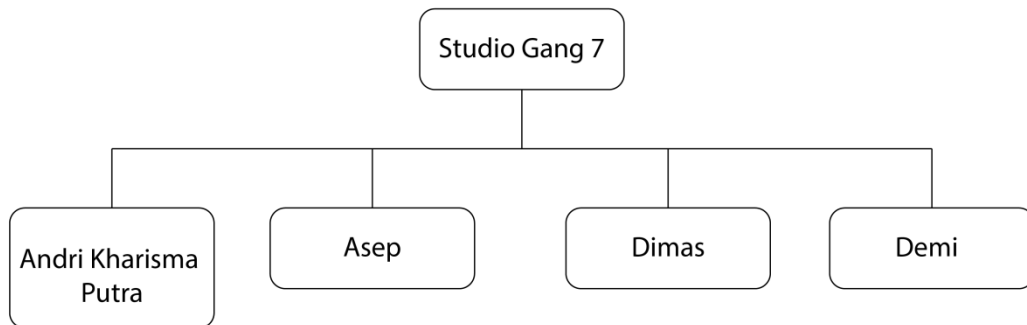 Studio Gang 7
Andri Kharisma
Putra
Asep
Dimas
Demi